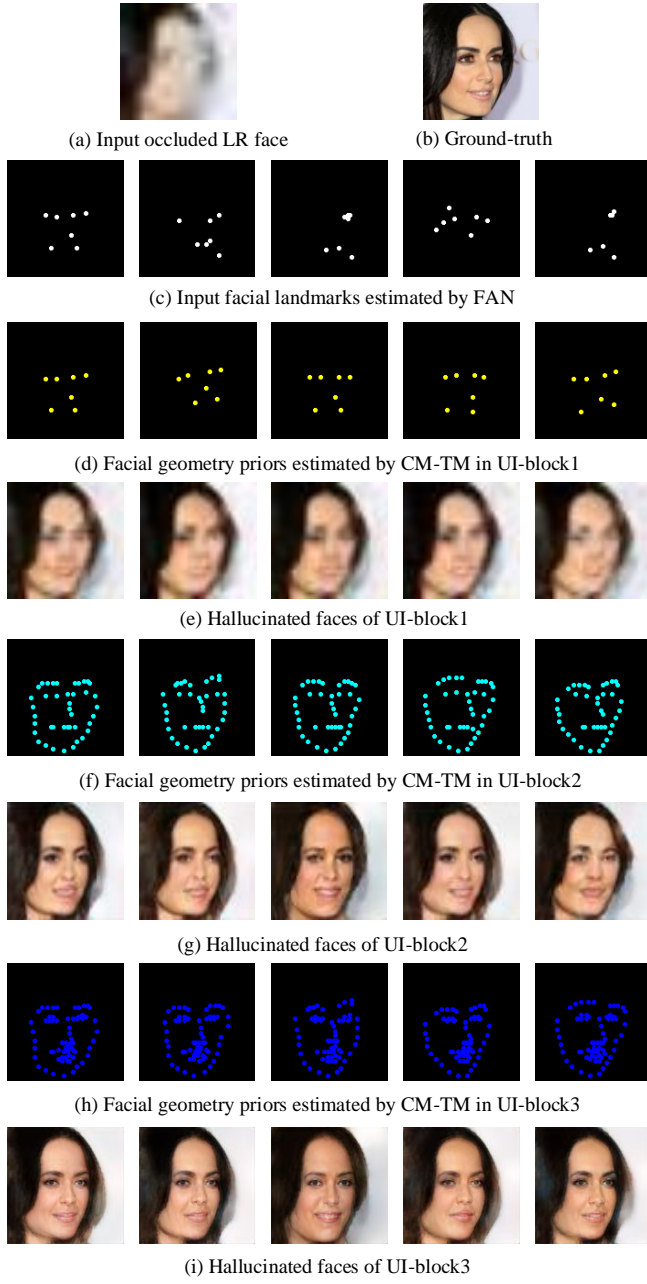 (a) Input occluded LR face
(b) Ground-truth
(c) Input facial landmarks estimated by FAN
(d) Facial geometry priors estimated by CM-TM in UI-block1
(e) Hallucinated faces of UI-block1
(f) Facial geometry priors estimated by CM-TM in UI-block2
(g) Hallucinated faces of UI-block2
(h) Facial geometry priors estimated by CM-TM in UI-block3
(i) Hallucinated faces of UI-block3